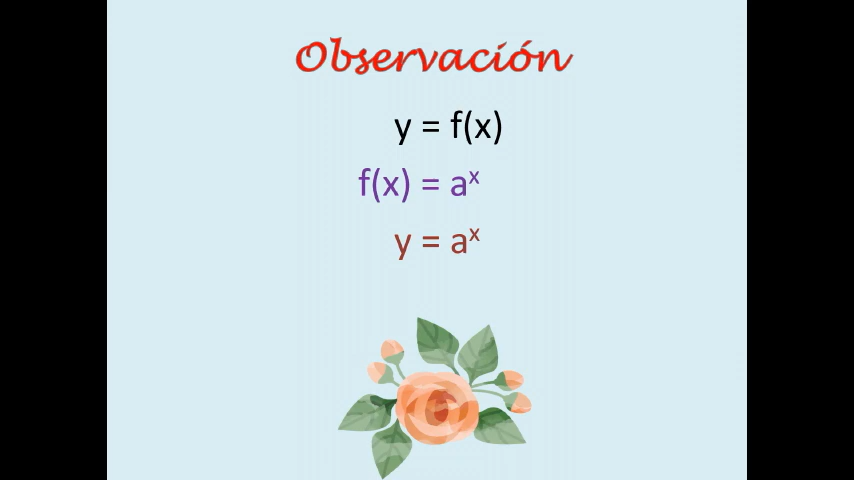 Observación
y = f(x)
f(x) = aˣ
y = aˣ